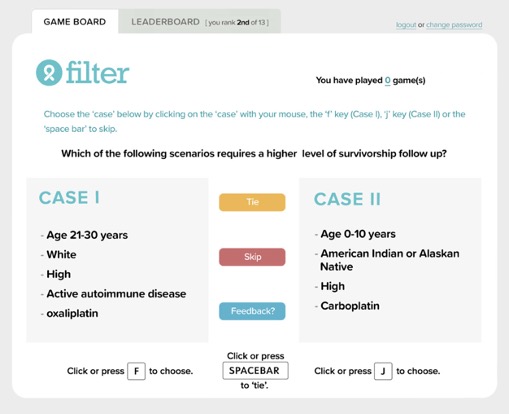 GAME BOARD
LEADERBOARD [you rank 2nd of 13 ]
logout or change password
filter
You have played 0 game(s)
Choose the 'case' below by clicking on the 'case' with your mouse, the 'f' key (Case I), 'j' key (Case II) or the
'space bar' to skip.
Which of the following scenarios requires a higher level of survivorship follow up?
CASE I
- Age 21-30 years
- White
- High
- Active autoimmune disease
- oxaliplatin
Tie
Skip
Feedback?
CASE II
- Age 0-10 years
- American Indian or Alaskan
Native
- High
- Carboplatin
Click or press F to choose.
Click or press
SPACEBAR
to 'tie'.
Click or press J to choose.